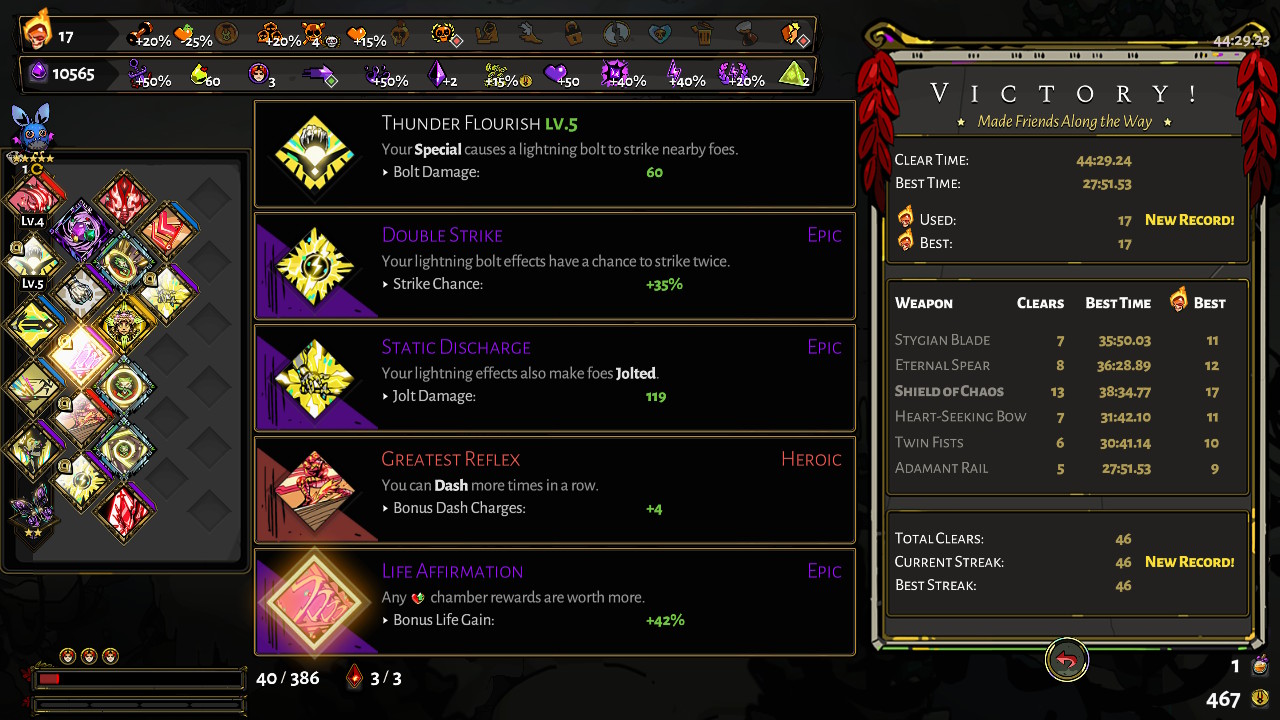 17
+20%
-25%
+20%
4
+15%
10565
+50%
60
3
+50%
+2
+15%
+50
+40%
+40%
+20%
2
1
Lv.4
Lv.5
THUNDER FLOURISH LV.5
Your Special causes a lightning bolt to strike nearby foes.
Bolt Damage: 60
DOUBLE STRIKE Epic
Your lightning bolt effects have a chance to strike twice.
Strike Chance: +35%
STATIC DISCHARGE Epic
Your lightning effects also make foes Jolted.
Jolt Damage: 119
GREATEST REFLEX Heroic
You can Dash more times in a row.
Bonus Dash Charges: +4
LIFE AFFIRMATION Epic
Any chamber rewards are worth more.
Bonus Life Gain: +42%
40 / 386
3 / 3
44:29.23
VICTORY!
Made Friends Along the Way
CLEAR TIME: 44:29.24
BEST TIME: 27:51.53
USED: 17 NEW RECORD!
BEST: 17
WEAPON CLEARS BEST TIME BEST
STYGIAN BLADE 7 35:50.03 11
ETERNAL SPEAR 8 36:28.89 12
SHIELD OF CHAOS 13 38:34.77 17
HEART-SEEKING BOW 7 31:42.10 11
TWIN FISTS 6 30:41.14 10
ADAMANT RAIL 5 27:51.53 9
TOTAL CLEARS: 46
CURRENT STREAK: 46 NEW RECORD!
BEST STREAK: 46
1
467